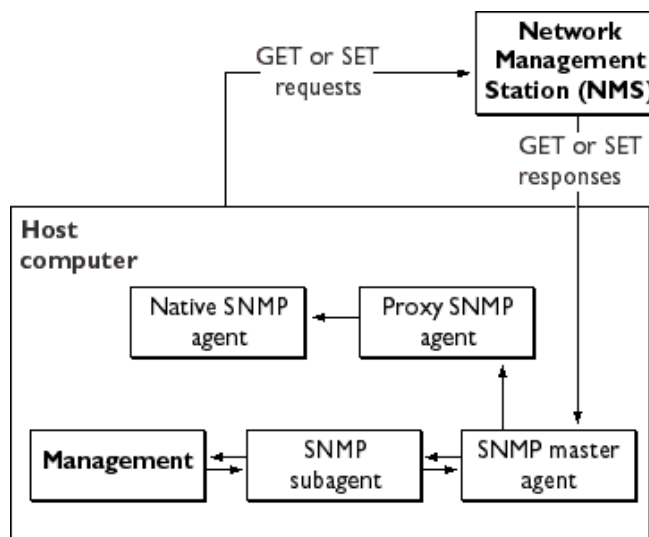 Network
Management
Station (NMS)
GET or SET
requests
GET or SET
responses
Host
computer
Native SNMP
agent
Proxy SNMP
agent
Management
SNMP
subagent
SNMP master
agent